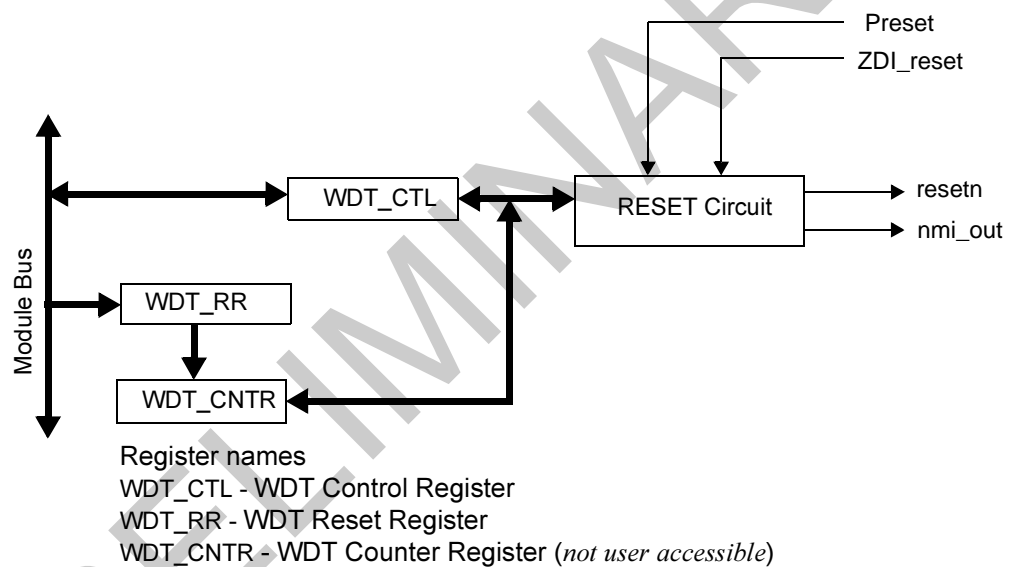 Preset
ZDI_reset
WDT_CTL
RESET Circuit
resetn
nmi_out
Module Bus
WDT_RR
WDT_CNTR
Register names
WDT_CTL - WDT Control Register
WDT_RR - WDT Reset Register
WDT_CNTR - WDT Counter Register (not user accessible)
ELIMINAR